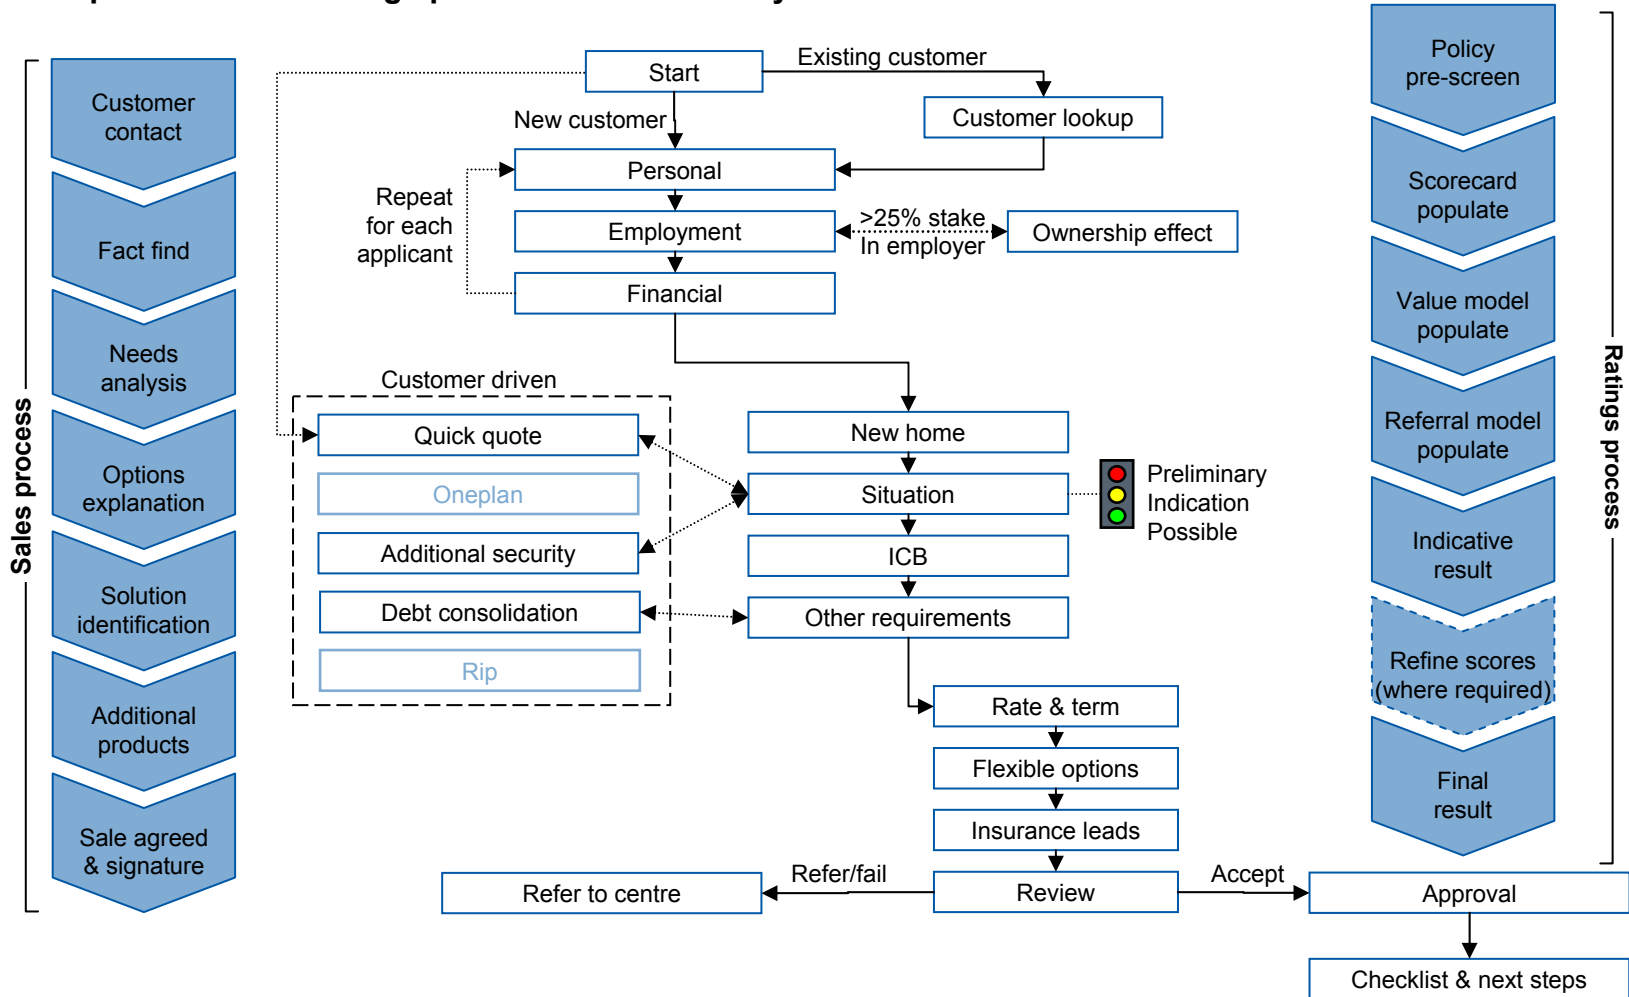 Customer
contact
Fact find
Needs
analysis
Options
explanation
Solution
identification
Additional
products
Sale agreed
& signature
Sales process
Start
Existing customer
New customer
Customer lookup
Personal
Repeat
for each
applicant
Employment
>25% stake
In employer
Ownership effect
Financial
Customer driven
Quick quote
Oneplan
Additional security
Debt consolidation
Rip
New home
Situation
Preliminary
Indication
Possible
ICB
Other requirements
Rate & term
Flexible options
Insurance leads
Review
Refer/fail
Refer to centre
Accept
Approval
Checklist & next steps
Policy
pre-screen
Scorecard
populate
Value model
populate
Referral model
populate
Indicative
result
Refine scores
(where required)
Final
result
Ratings process